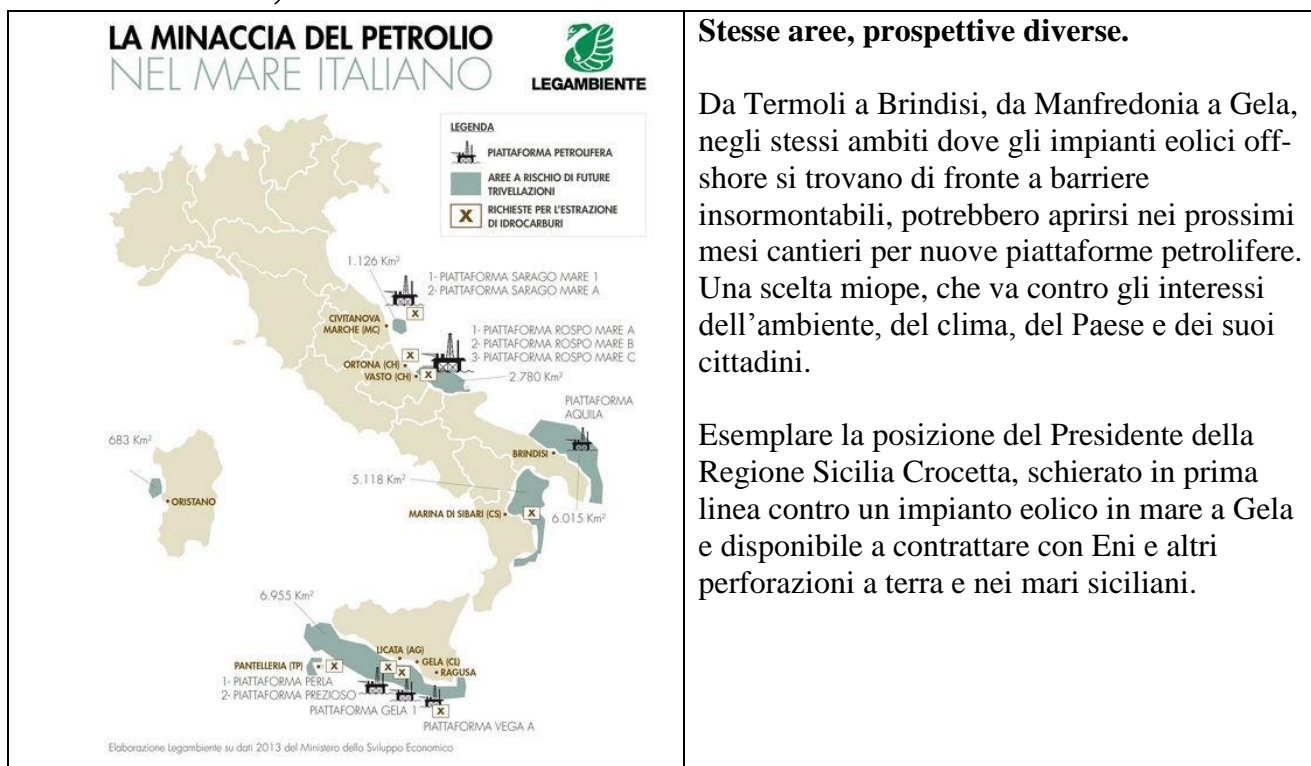 LA MINACCIA DEL PETROLIO
NEL MARE ITALIANO
LEGAMBIENTE
LEGENDA
PIATTAFORMA PETROLIFERA
AREE A RISCHIO DI FUTURE
TRIVELLAZIONI
X
RICHIESTE PER L'ESTRAZIONE
DI IDROCARBURI
1.126 Km²
1- PIATTAFORMA SARAGO MARE 1
2- PIATTAFORMA SARAGO MARE A
X
CIVITANOVA
MARCHE (MC)
1- PIATTAFORMA ROSPO MARE A
2- PIATTAFORMA ROSPO MARE B
3- PIATTAFORMA ROSPO MARE C
X
ORTONA (CH)
VASTO (CH)
X
2.780 Km²
PIATTAFORMA
AQUILA
683 Km²
BRINDISI
5.118 Km²
ORISTANO
MARINA DI SIBARI (CS)
X
6.015 Km²
6.955 Km²
LICATA (AG)
GELA (CL)
RAGUSA
PANTELLERIA (TP)
X
X
X
1- PIATTAFORMA PERLA
2- PIATTAFORMA PREZIOSO
PIATTAFORMA GELA 1
X
PIATTAFORMA VEGA A
Elaborazione Legambiente su dati 2013 del Ministero dello Sviluppo Economico
Stesse aree, prospettive diverse.
Da Termoli a Brindisi, da Manfredonia a Gela,
negli stessi ambiti dove gli impianti eolici off-
shore si trovano di fronte a barriere
insormontabili, potrebbero aprirsi nei prossimi
mesi cantieri per nuove piattaforme petrolifere.
Una scelta miope, che va contro gli interessi
dell'ambiente, del clima, del Paese e dei suoi
cittadini.
Esemplare la posizione del Presidente della
Regione Sicilia Crocetta, schierato in prima
linea contro un impianto eolico in mare a Gela
e disponibile a contrattare con Eni e altri
perforazioni a terra e nei mari siciliani.